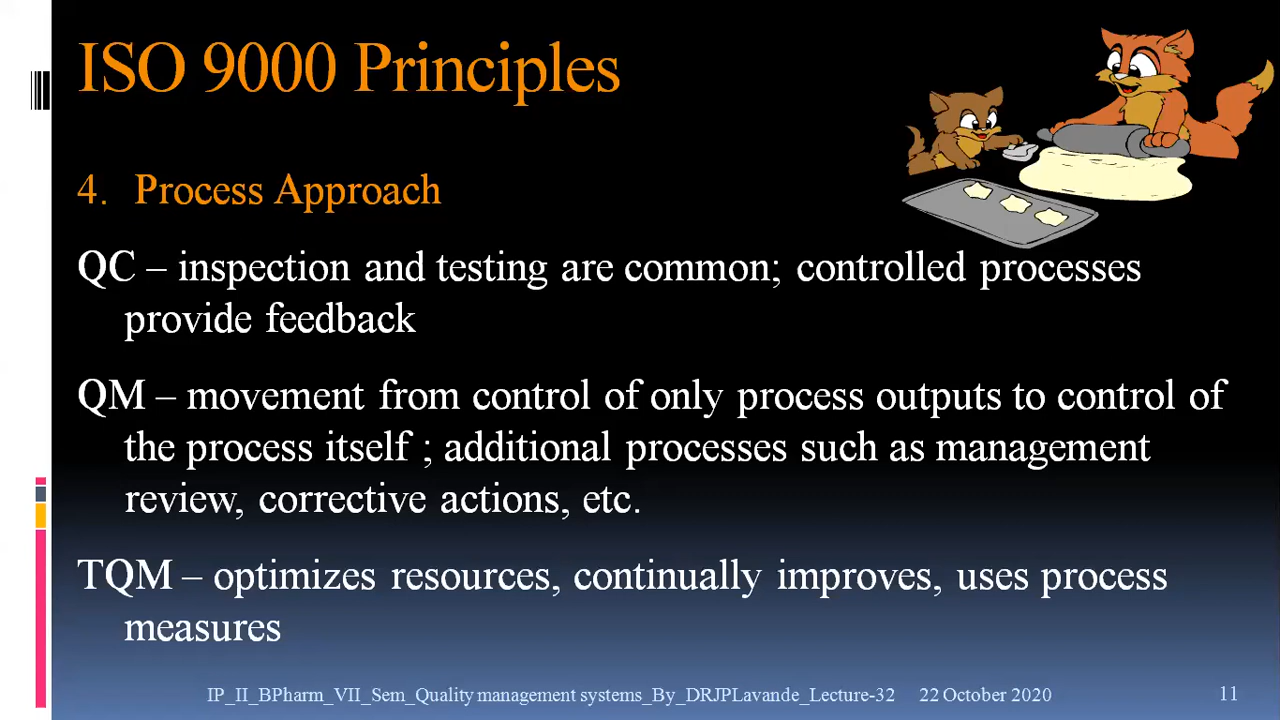 ISO 9000 Principles
4. Process Approach
QC – inspection and testing are common; controlled processes
provide feedback
QM – movement from control of only process outputs to control of
the process itself ; additional processes such as management
review, corrective actions, etc.
TQM – optimizes resources, continually improves, uses process
measures
IP_II_BPharm_VII_Sem_Quality management systems_By_DRJPLavande_Lecture-32 22 October 2020 11